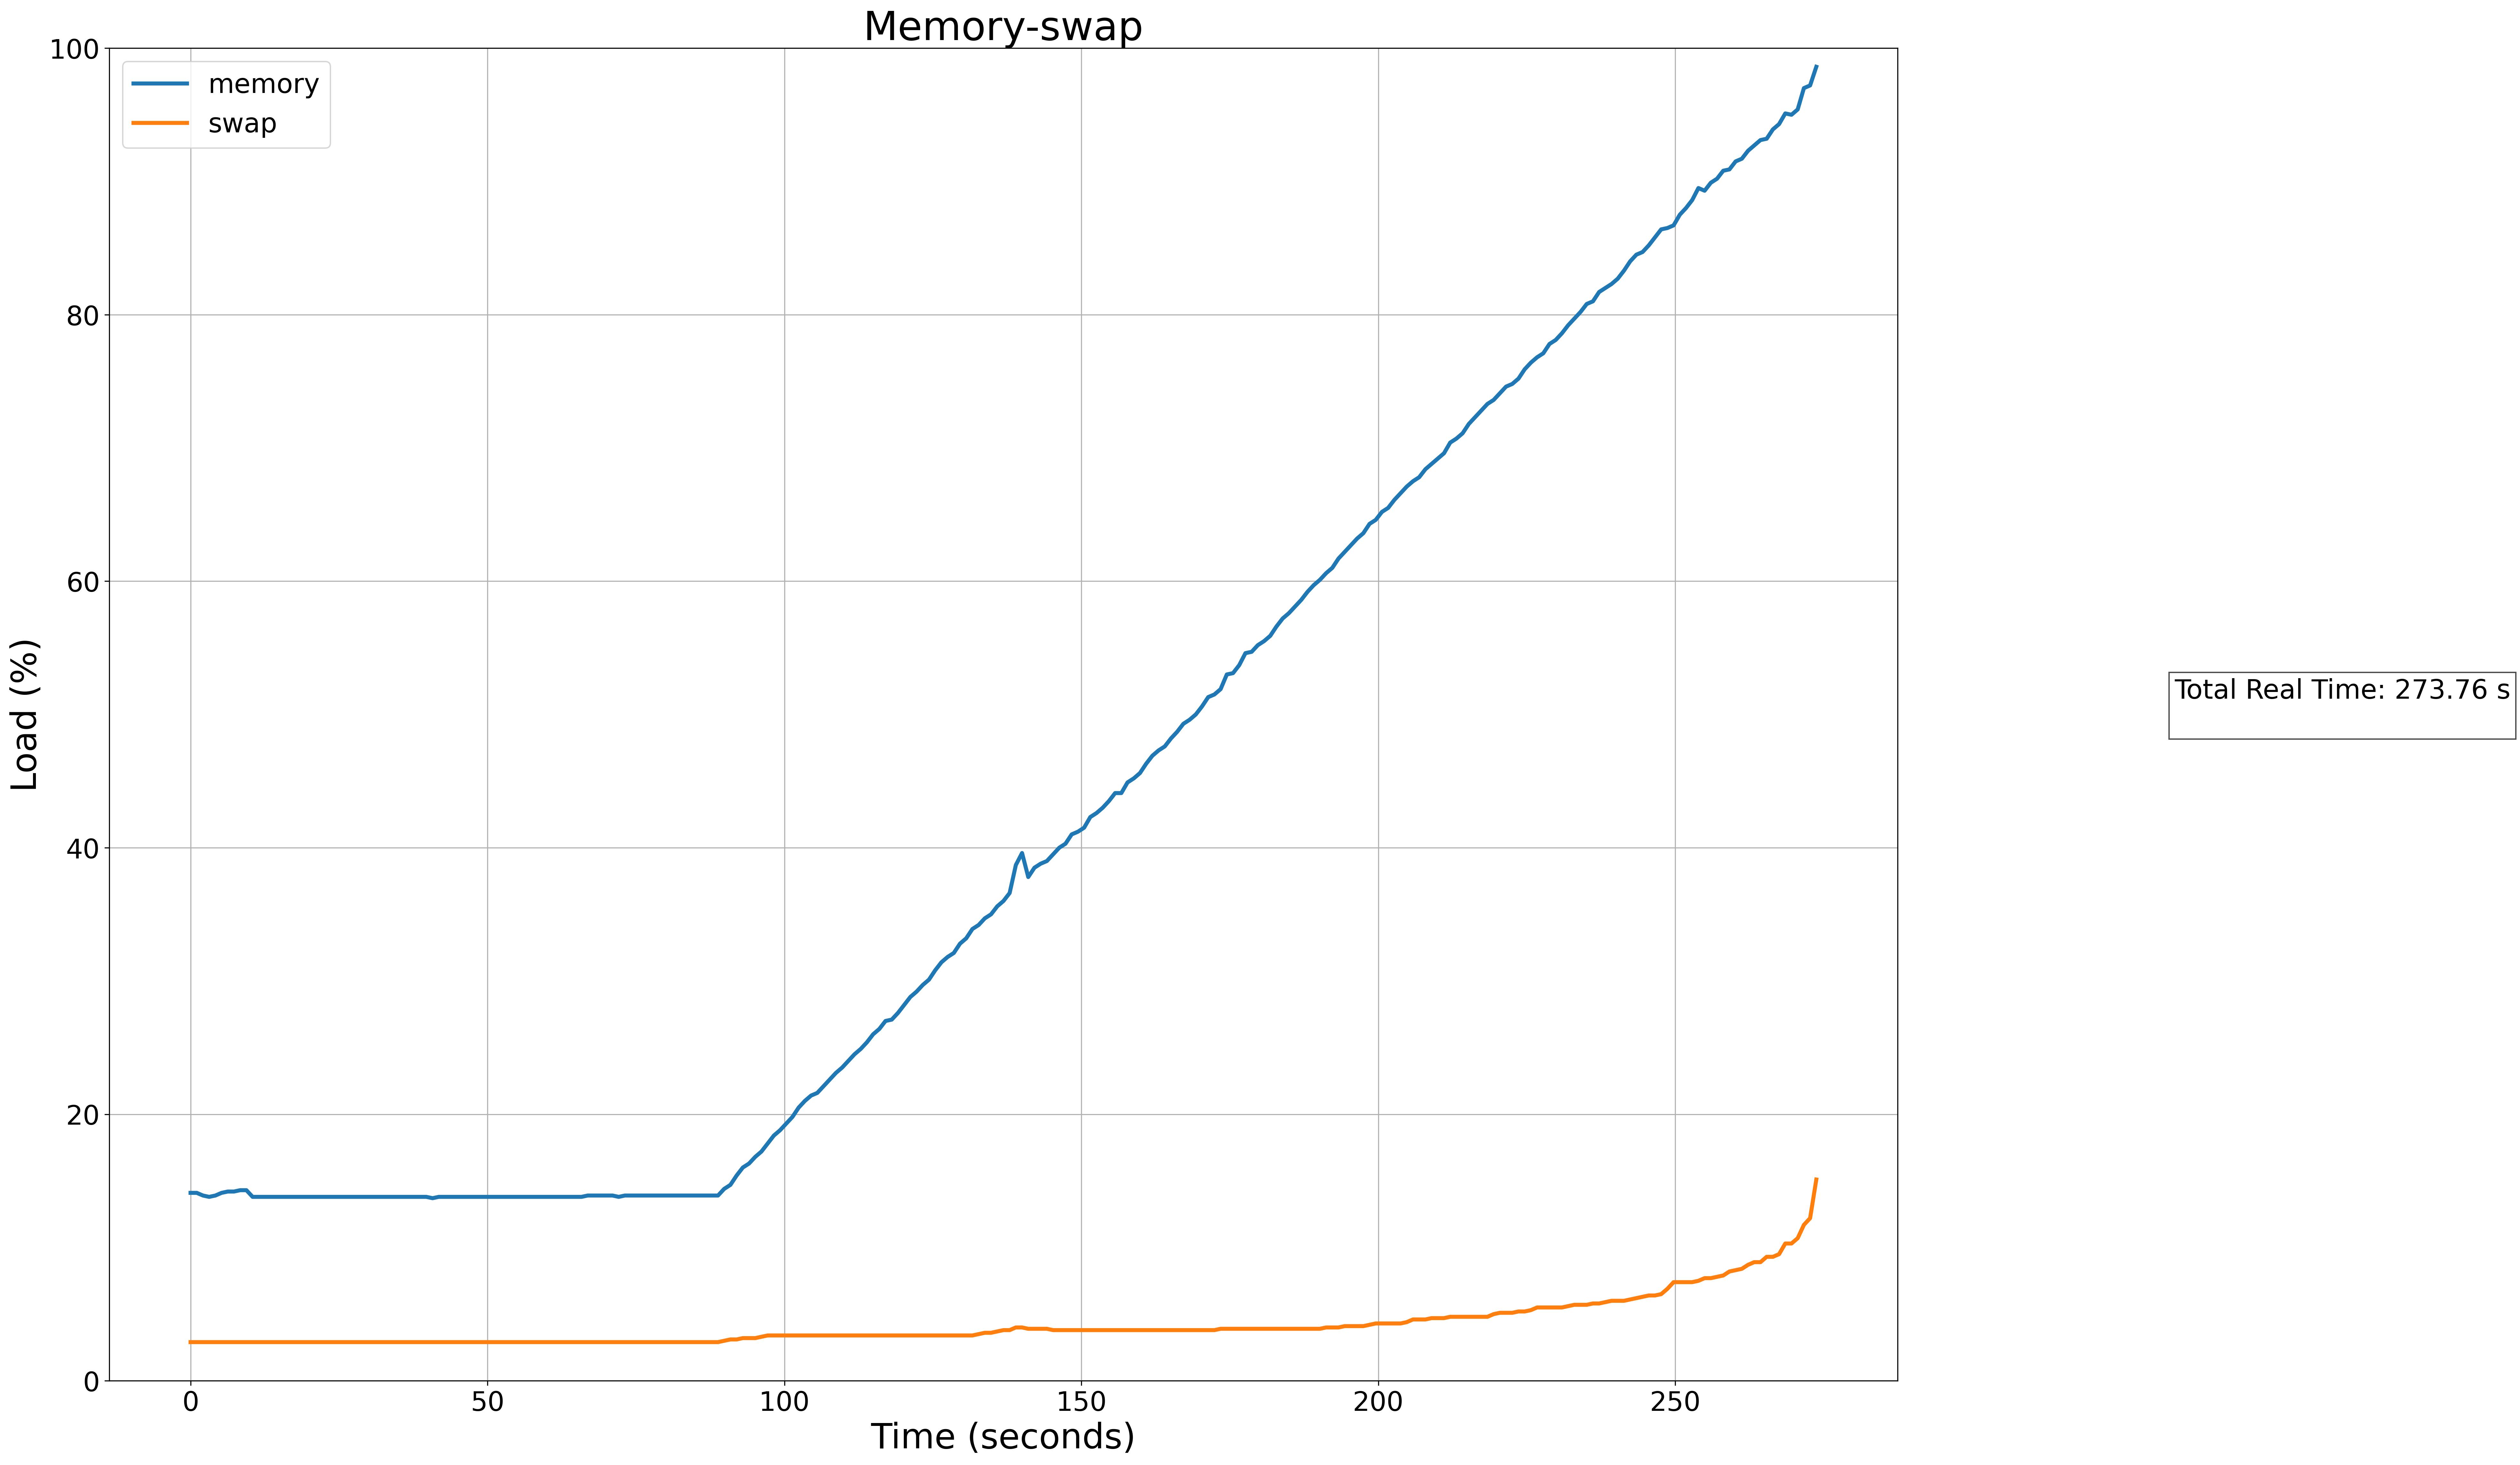 Memory-swap
memory
swap
Load (%)
100
80
60
40
20
0
0 50 100 150 200 250
Time (seconds)
Total Real Time: 273.76 s